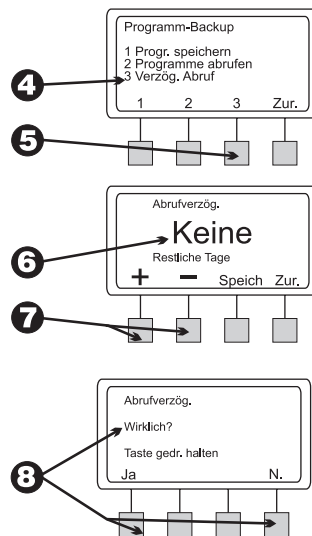 Programm-Backup
1 Progr. speichern
2 Programme abrufen
4
3 Verzög. Abruf
1 2 3 Zur.
5
Abrufverzög.
Keine
6
Restliche Tage
+ − Speich Zur.
7
Abrufverzög.
Wirklich?
Taste gedr. halten
8
Ja N.